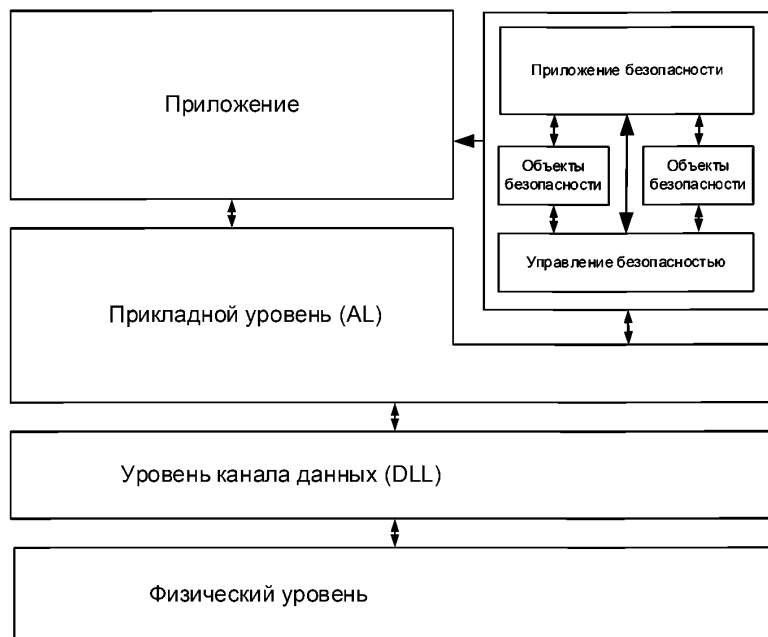 Приложение
Приложение безопасности
Объекты
безопасности
Объекты
безопасности
Управление безопасностью
Прикладной уровень (AL)
Уровень канала данных (DLL)
Физический уровень